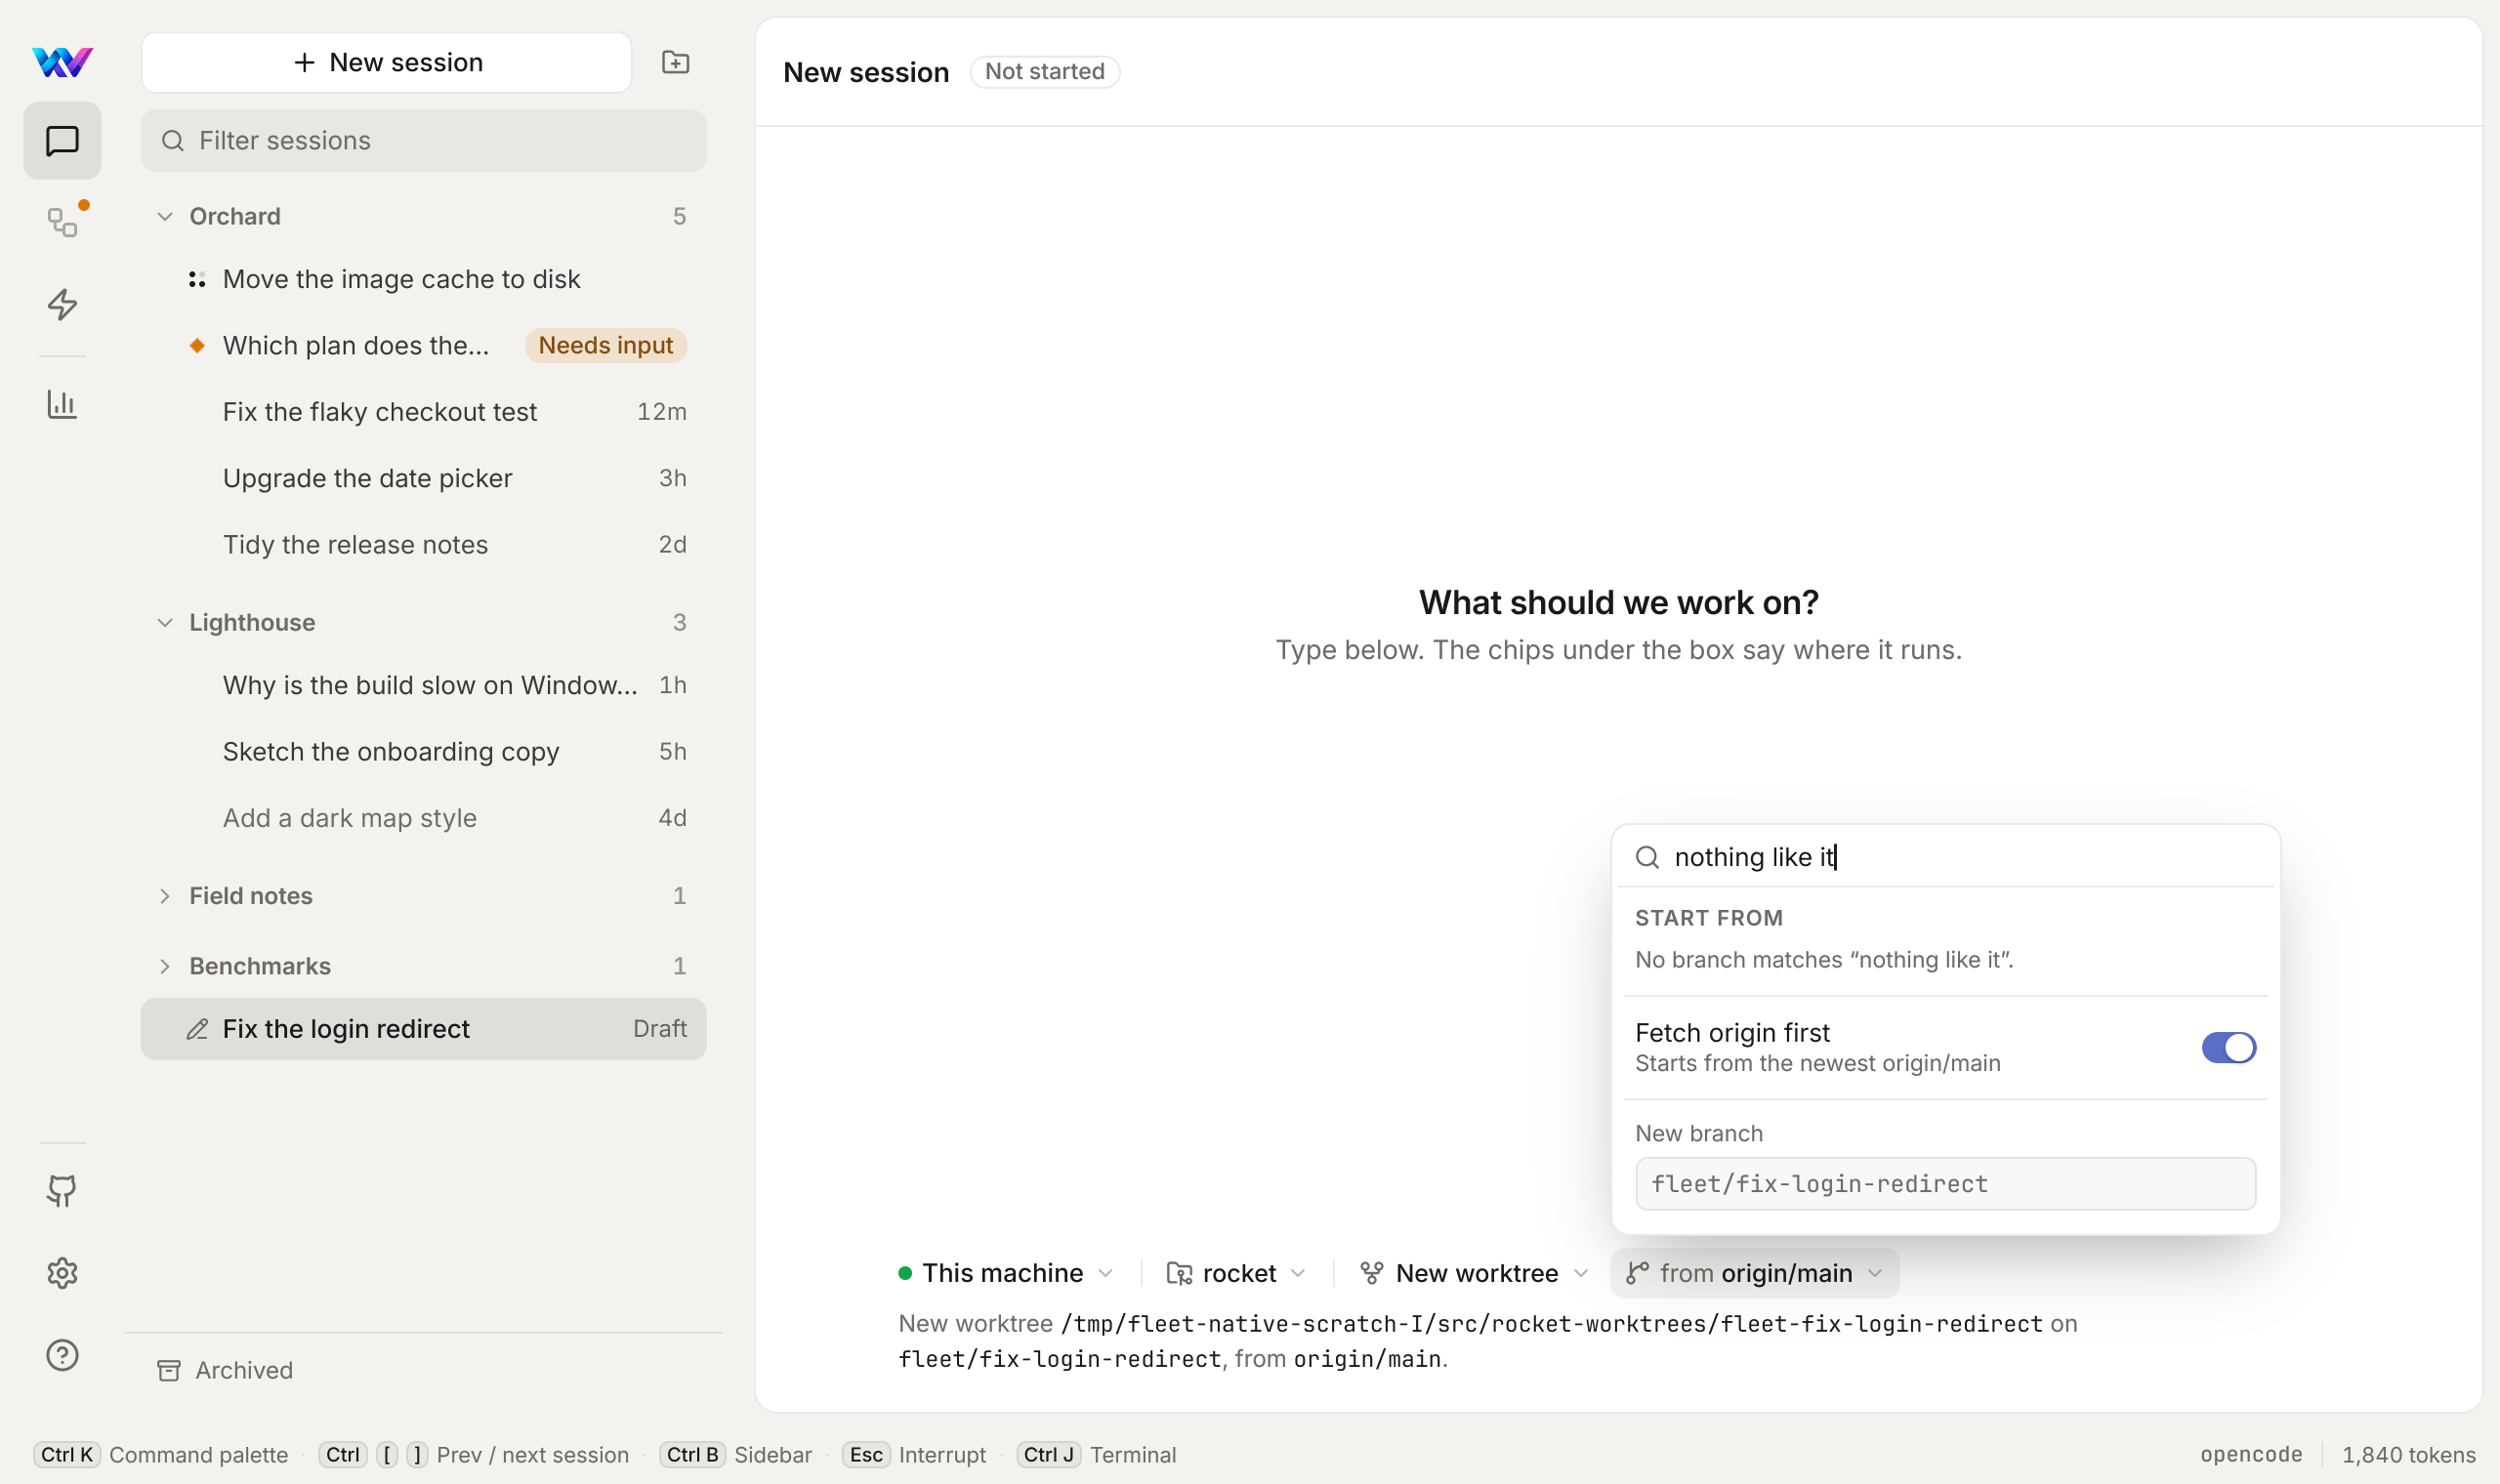 New session
Filter sessions
Orchard 5
Move the image cache to disk
Which plan does the... Needs input
Fix the flaky checkout test 12m
Upgrade the date picker 3h
Tidy the release notes 2d
Lighthouse 3
Why is the build slow on Window... 1h
Sketch the onboarding copy 5h
Add a dark map style 4d
Field notes 1
Benchmarks 1
Fix the login redirect Draft
Archived
New session Not started
What should we work on?
Type below. The chips under the box say where it runs.
nothing like it
START FROM
No branch matches “nothing like it”.
Fetch origin first
Starts from the newest origin/main
New branch
fleet/fix-login-redirect
This machine rocket New worktree from origin/main
New worktree /tmp/fleet-native-scratch-I/src/rocket-worktrees/fleet-fix-login-redirect on
fleet/fix-login-redirect, from origin/main.
Ctrl K Command palette · Ctrl [ ] Prev / next session · Ctrl B Sidebar · Esc Interrupt · Ctrl J Terminal
opencode 1,840 tokens